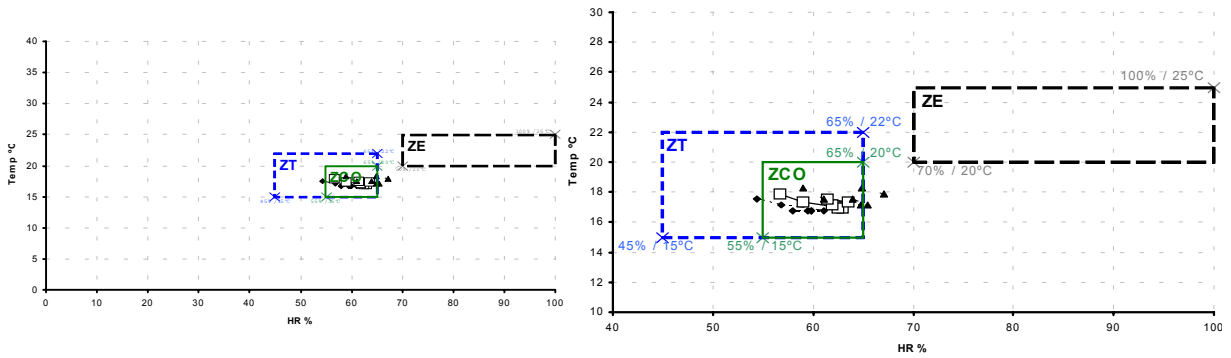 40
35
30
25
20
15
10
5
0
Temp ºC
0 10 20 30 40 50 60 70 80 90 100
HR %
ZT
ZCO
ZE
30
28
26
24
22
20
18
16
14
12
10
Temp ºC
40 50 60 70 80 90 100
HR %
100% / 25ºC
ZE
65% / 22ºC
ZT
65% / 20ºC
ZCO
70% / 20ºC
45% / 15ºC
55% / 15ºC